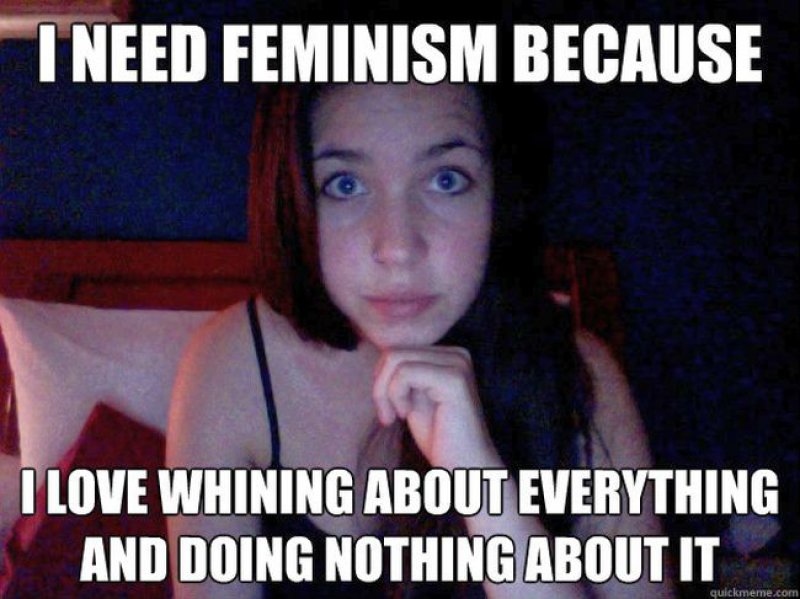 I NEED FEMINISM BECAUSE
I LOVE WHINING ABOUT EVERYTHING
AND DOING NOTHING ABOUT IT
quickmeme.com